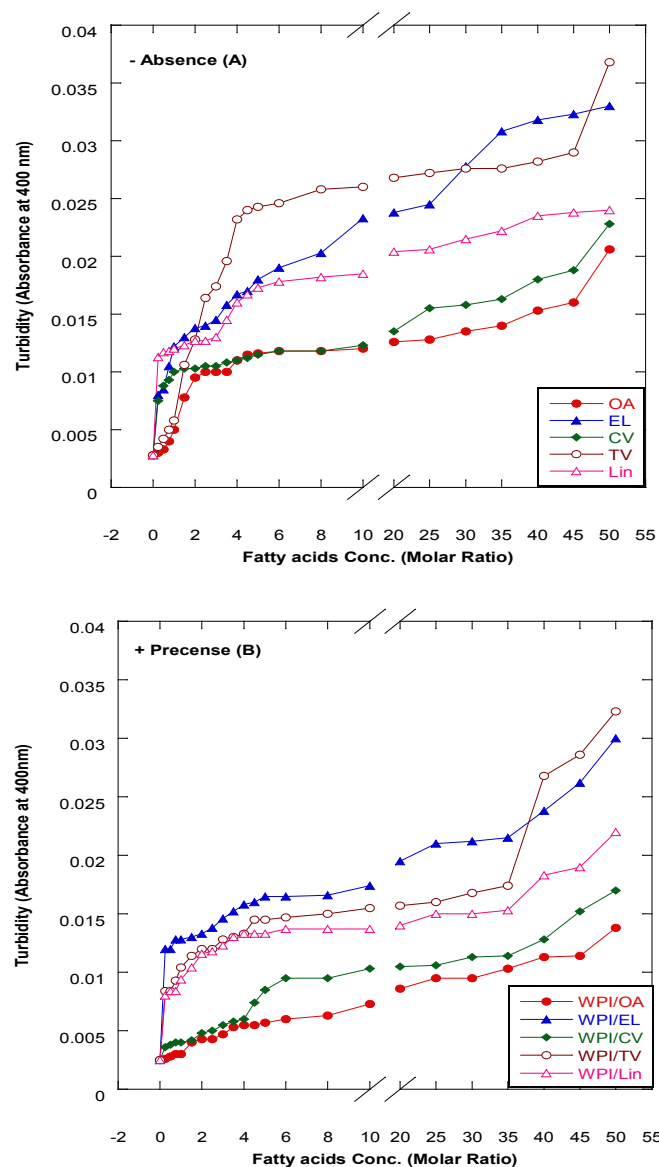 0.04
- Absence (A)
0.035
0.03
0.025
0.02
0.015
0.01
0.005
0
Turbidity (Absorbance at 400 nm)
OA
EL
CV
TV
Lin
-2 0 2 4 6 8 10 20 25 30 35 40 45 50 55
Fatty acids Conc. (Molar Ratio)
0.04
+ Precense (B)
0.035
0.03
0.025
0.02
0.015
0.01
0.005
0
Turbidity (Absorbance at 400nm)
WPI/OA
WPI/EL
WPI/CV
WPI/TV
WPI/Lin
-2 0 2 4 6 8 10 20 25 30 35 40 45 50 55
Fatty acids Conc. (Molar Ratio)